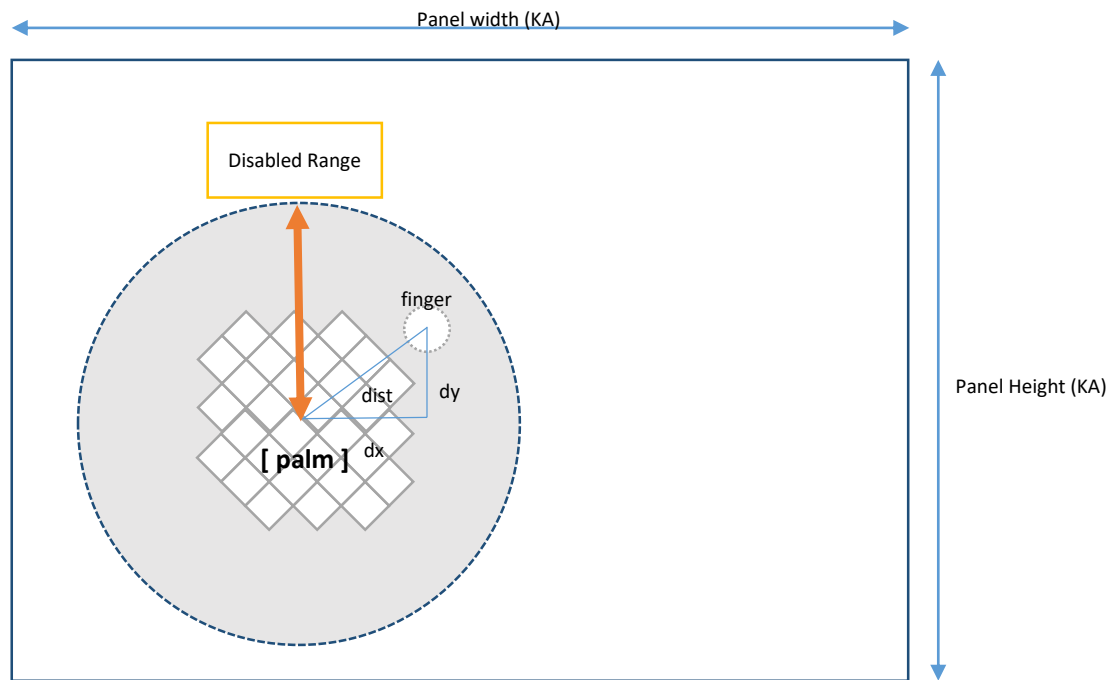 Panel width (KA)
Disabled Range
finger
Panel Height (KA)
dist
dy
dx
[ palm ]